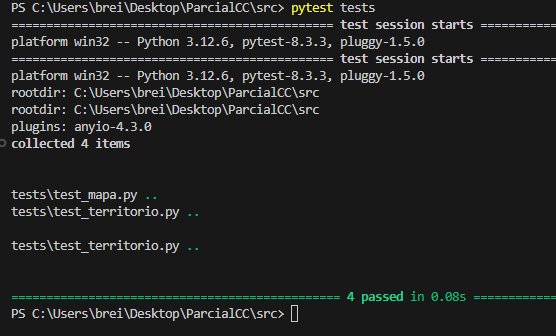 PS C:\Users\brei\Desktop\ParcialCC\src> pytest tests
================================================ test session starts ===========
platform win32 -- Python 3.12.6, pytest-8.3.3, pluggy-1.5.0
================================================ test session starts ===========
platform win32 -- Python 3.12.6, pytest-8.3.3, pluggy-1.5.0
rootdir: C:\Users\brei\Desktop\ParcialCC\src
rootdir: C:\Users\brei\Desktop\ParcialCC\src
plugins: anyio-4.3.0
collected 4 items
tests\test_mapa.py ..
tests\test_territorio.py ..
tests\test_territorio.py ..
================================================= 4 passed in 0.08s ============
PS C:\Users\brei\Desktop\ParcialCC\src>